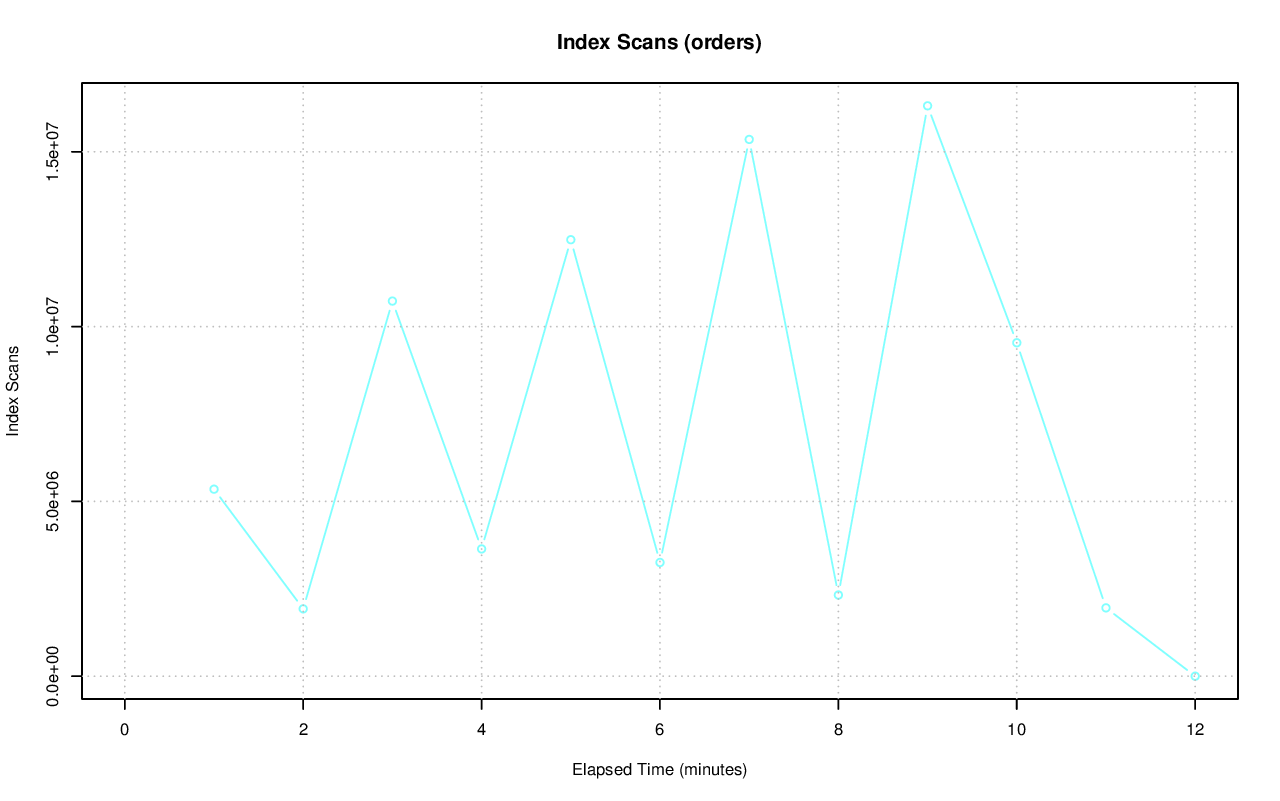 Index Scans (orders)
1.5e+07
1.0e+07
5.0e+06
0.0e+00
Index Scans
0 2 4 6 8 10 12
Elapsed Time (minutes)